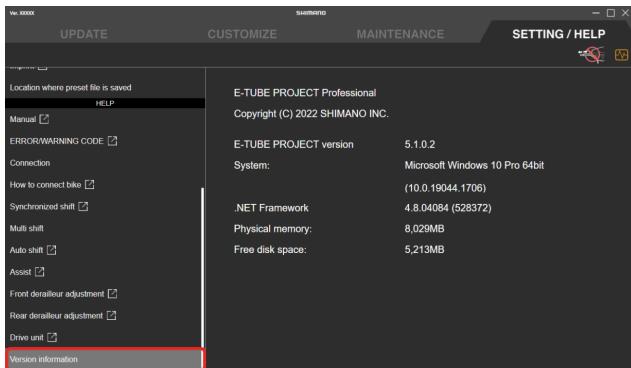 Ver. XXXXX
SHIMANO
UPDATE
CUSTOMIZE
MAINTENANCE
SETTING / HELP
Location where preset file is saved
HELP
Manual
ERROR/WARNING CODE
Connection
How to connect bike
Synchronized shift
Multi shift
Auto shift
Assist
Front derailleur adjustment
Rear derailleur adjustment
Drive unit
Version information
E-TUBE PROJECT Professional
Copyright (C) 2022 SHIMANO INC.
E-TUBE PROJECT version 5.1.0.2
System: Microsoft Windows 10 Pro 64bit
(10.0.19044.1706)
.NET Framework 4.8.04084 (528372)
Physical memory: 8,029MB
Free disk space: 5,213MB